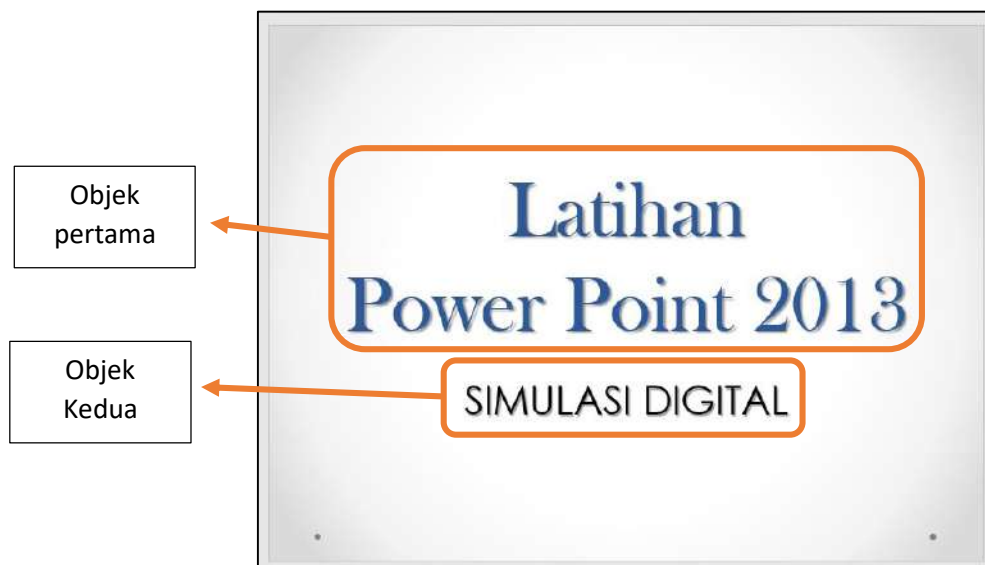 Objek
pertama
Latihan
Power Point 2013
Objek
Kedua
SIMULASI DIGITAL